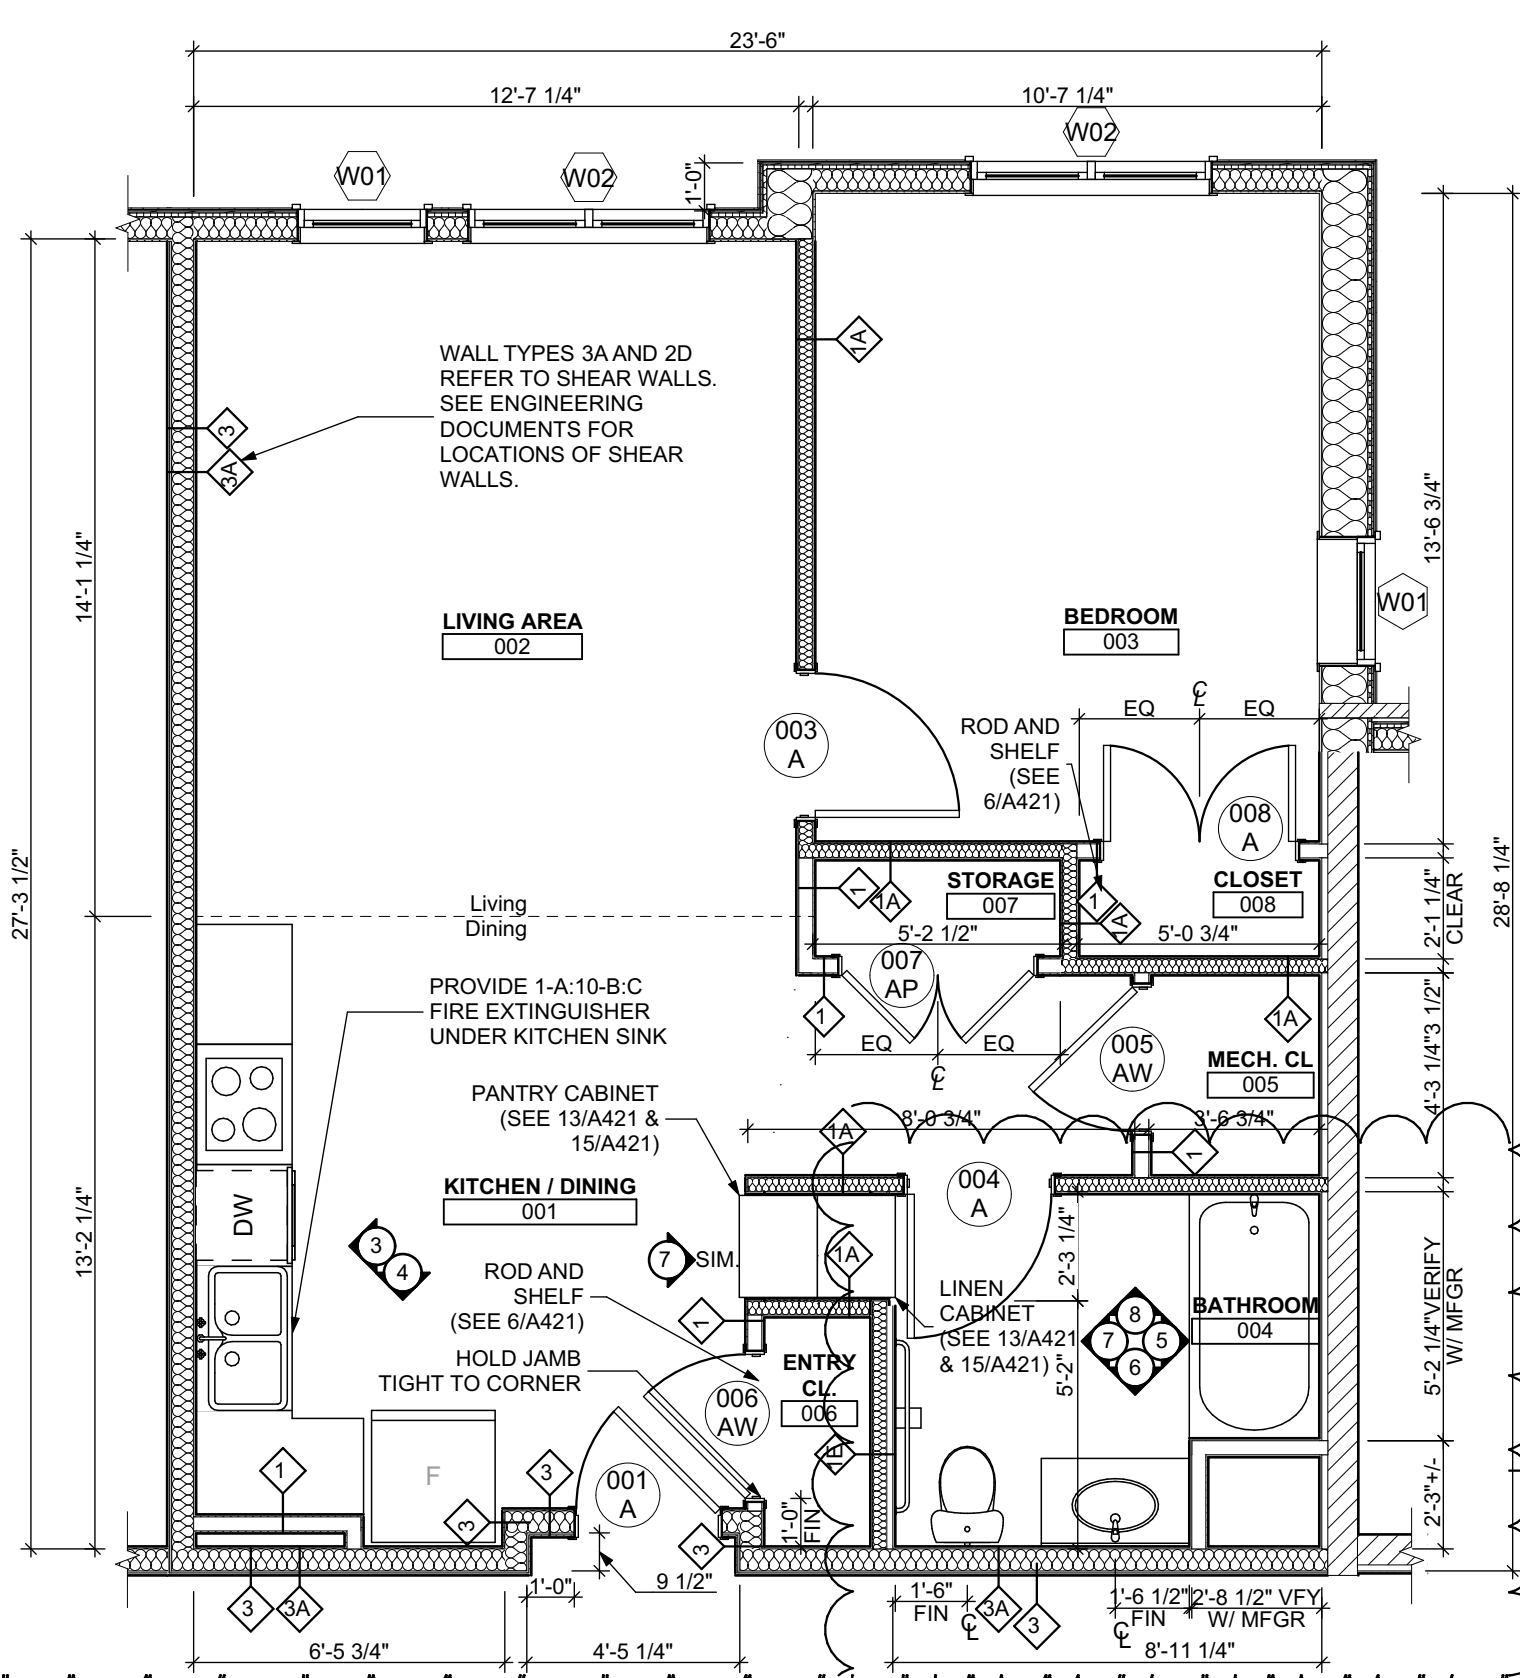 23'-6"
12'-7 1/4"
10'-7 1/4"
W02
W01
W02
1'-0"
1A
WALL TYPES 3A AND 2D
REFER TO SHEAR WALLS.
SEE ENGINEERING
DOCUMENTS FOR
LOCATIONS OF SHEAR
WALLS.
3
3A
14'-1 1/4"
13'-6 3/4"
W01
LIVING AREA
002
BEDROOM
003
EQ
CL
EQ
003
A
ROD AND
SHELF
(SEE
6/A421)
008
A
27'-3 1/2"
28'-8 1/4"
2'-1 1/4"
CLEAR
Living
Dining
1
1A
STORAGE
007
1
1A
CLOSET
008
5'-2 1/2"
5'-0 3/4"
007
AP
PROVIDE 1-A:10-B:C
FIRE EXTINGUISHER
UNDER KITCHEN SINK
1
1A
3 1/2"
EQ
EQ
CL
005
AW
MECH. CL
005
4'-3 1/4"
PANTRY CABINET
(SEE 13/A421 &
15/A421)
8'-0 3/4"
3'-6 3/4"
1A
1
DW
KITCHEN / DINING
001
004
A
13'-2 1/4"
3
4
7
SIM.
1A
2'-3 1/4"
ROD AND
SHELF
(SEE 6/A421)
1
LINEN
CABINET
(SEE 13/A421
& 15/A421)
8
7
5
6
BATHROOM
004
5'-2 1/4"VERIFY
W/ MFGR
HOLD JAMB
TIGHT TO CORNER
ENTRY
CL.
006
006
AW
5'-2"
1E
F
1
3
001
A
3
3
1'-0"
FIN
2'-3"+/-
3
3A
1'-0"
9 1/2"
1'-6"
FIN
CL
3A
3
1'-6 1/2"
FIN
CL
2'-8 1/2" VFY
W/ MFGR
6'-5 3/4"
4'-5 1/4"
8'-11 1/4"